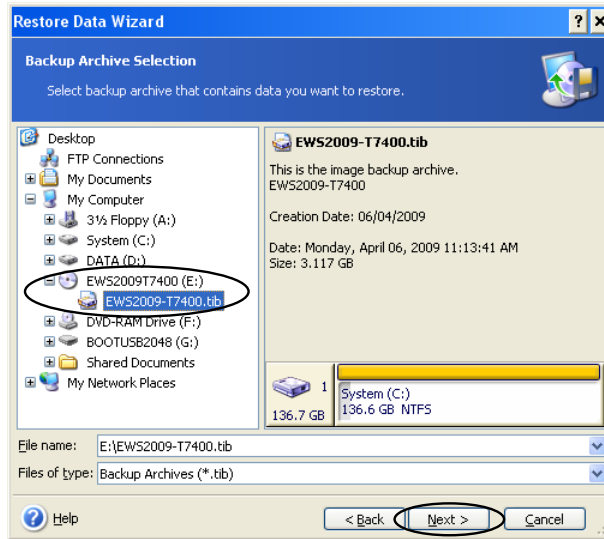 Restore Data Wizard
Backup Archive Selection
Select backup archive that contains data you want to restore.
Desktop
FTP Connections
My Documents
My Computer
3½ Floppy (A:)
System (C:)
DATA (D:)
EWS2009T7400 (E:)
EWS2009-T7400.tib
DVD-RAM Drive (F:)
BOOTUSB2048 (G:)
Shared Documents
My Network Places
EWS2009-T7400.tib
This is the image backup archive.
EWS2009-T7400
Creation Date: 06/04/2009
Date: Monday, April 06, 2009 11:13:41 AM
Size: 3.117 GB
1
136.7 GB
System (C:)
136.6 GB NTFS
File name: E:\EWS2009-T7400.tib
Files of type: Backup Archives (*.tib)
Help
< Back Next > Cancel